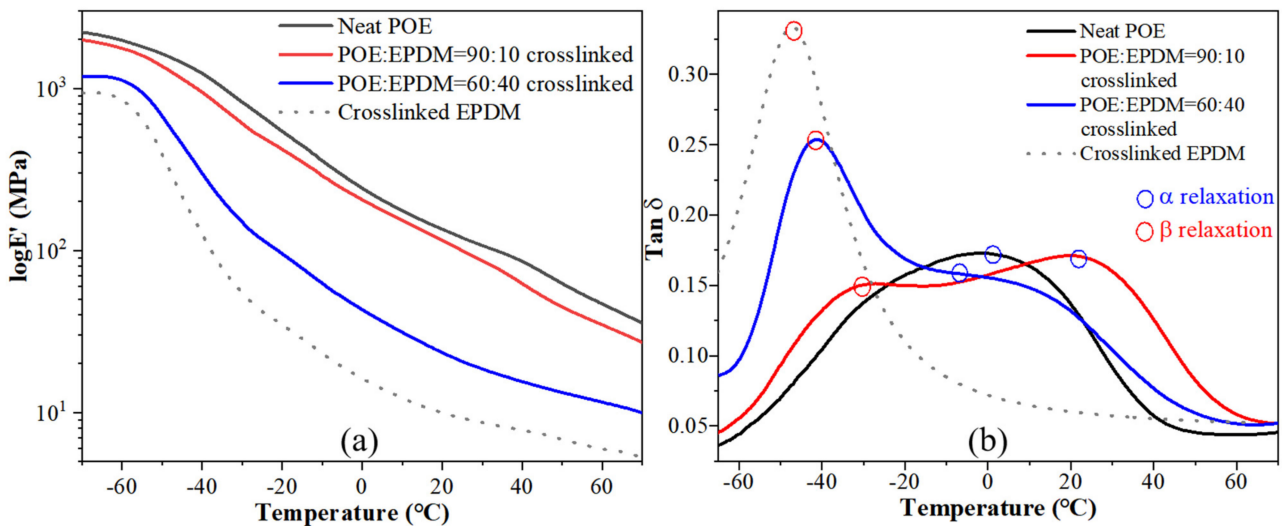 Neat POE
POE:EPDM=90:10 crosslinked
POE:EPDM=60:40 crosslinked
Crosslinked EPDM
logE' (MPa)
10³
10²
10¹
(a)
-60 -40 -20 0 20 40 60
Temperature (℃)
Neat POE
POE:EPDM=90:10
crosslinked
POE:EPDM=60:40
crosslinked
Crosslinked EPDM
α relaxation
β relaxation
Tan δ
0.30
0.25
0.20
0.15
0.10
0.05
(b)
-60 -40 -20 0 20 40 60
Temperature (℃)